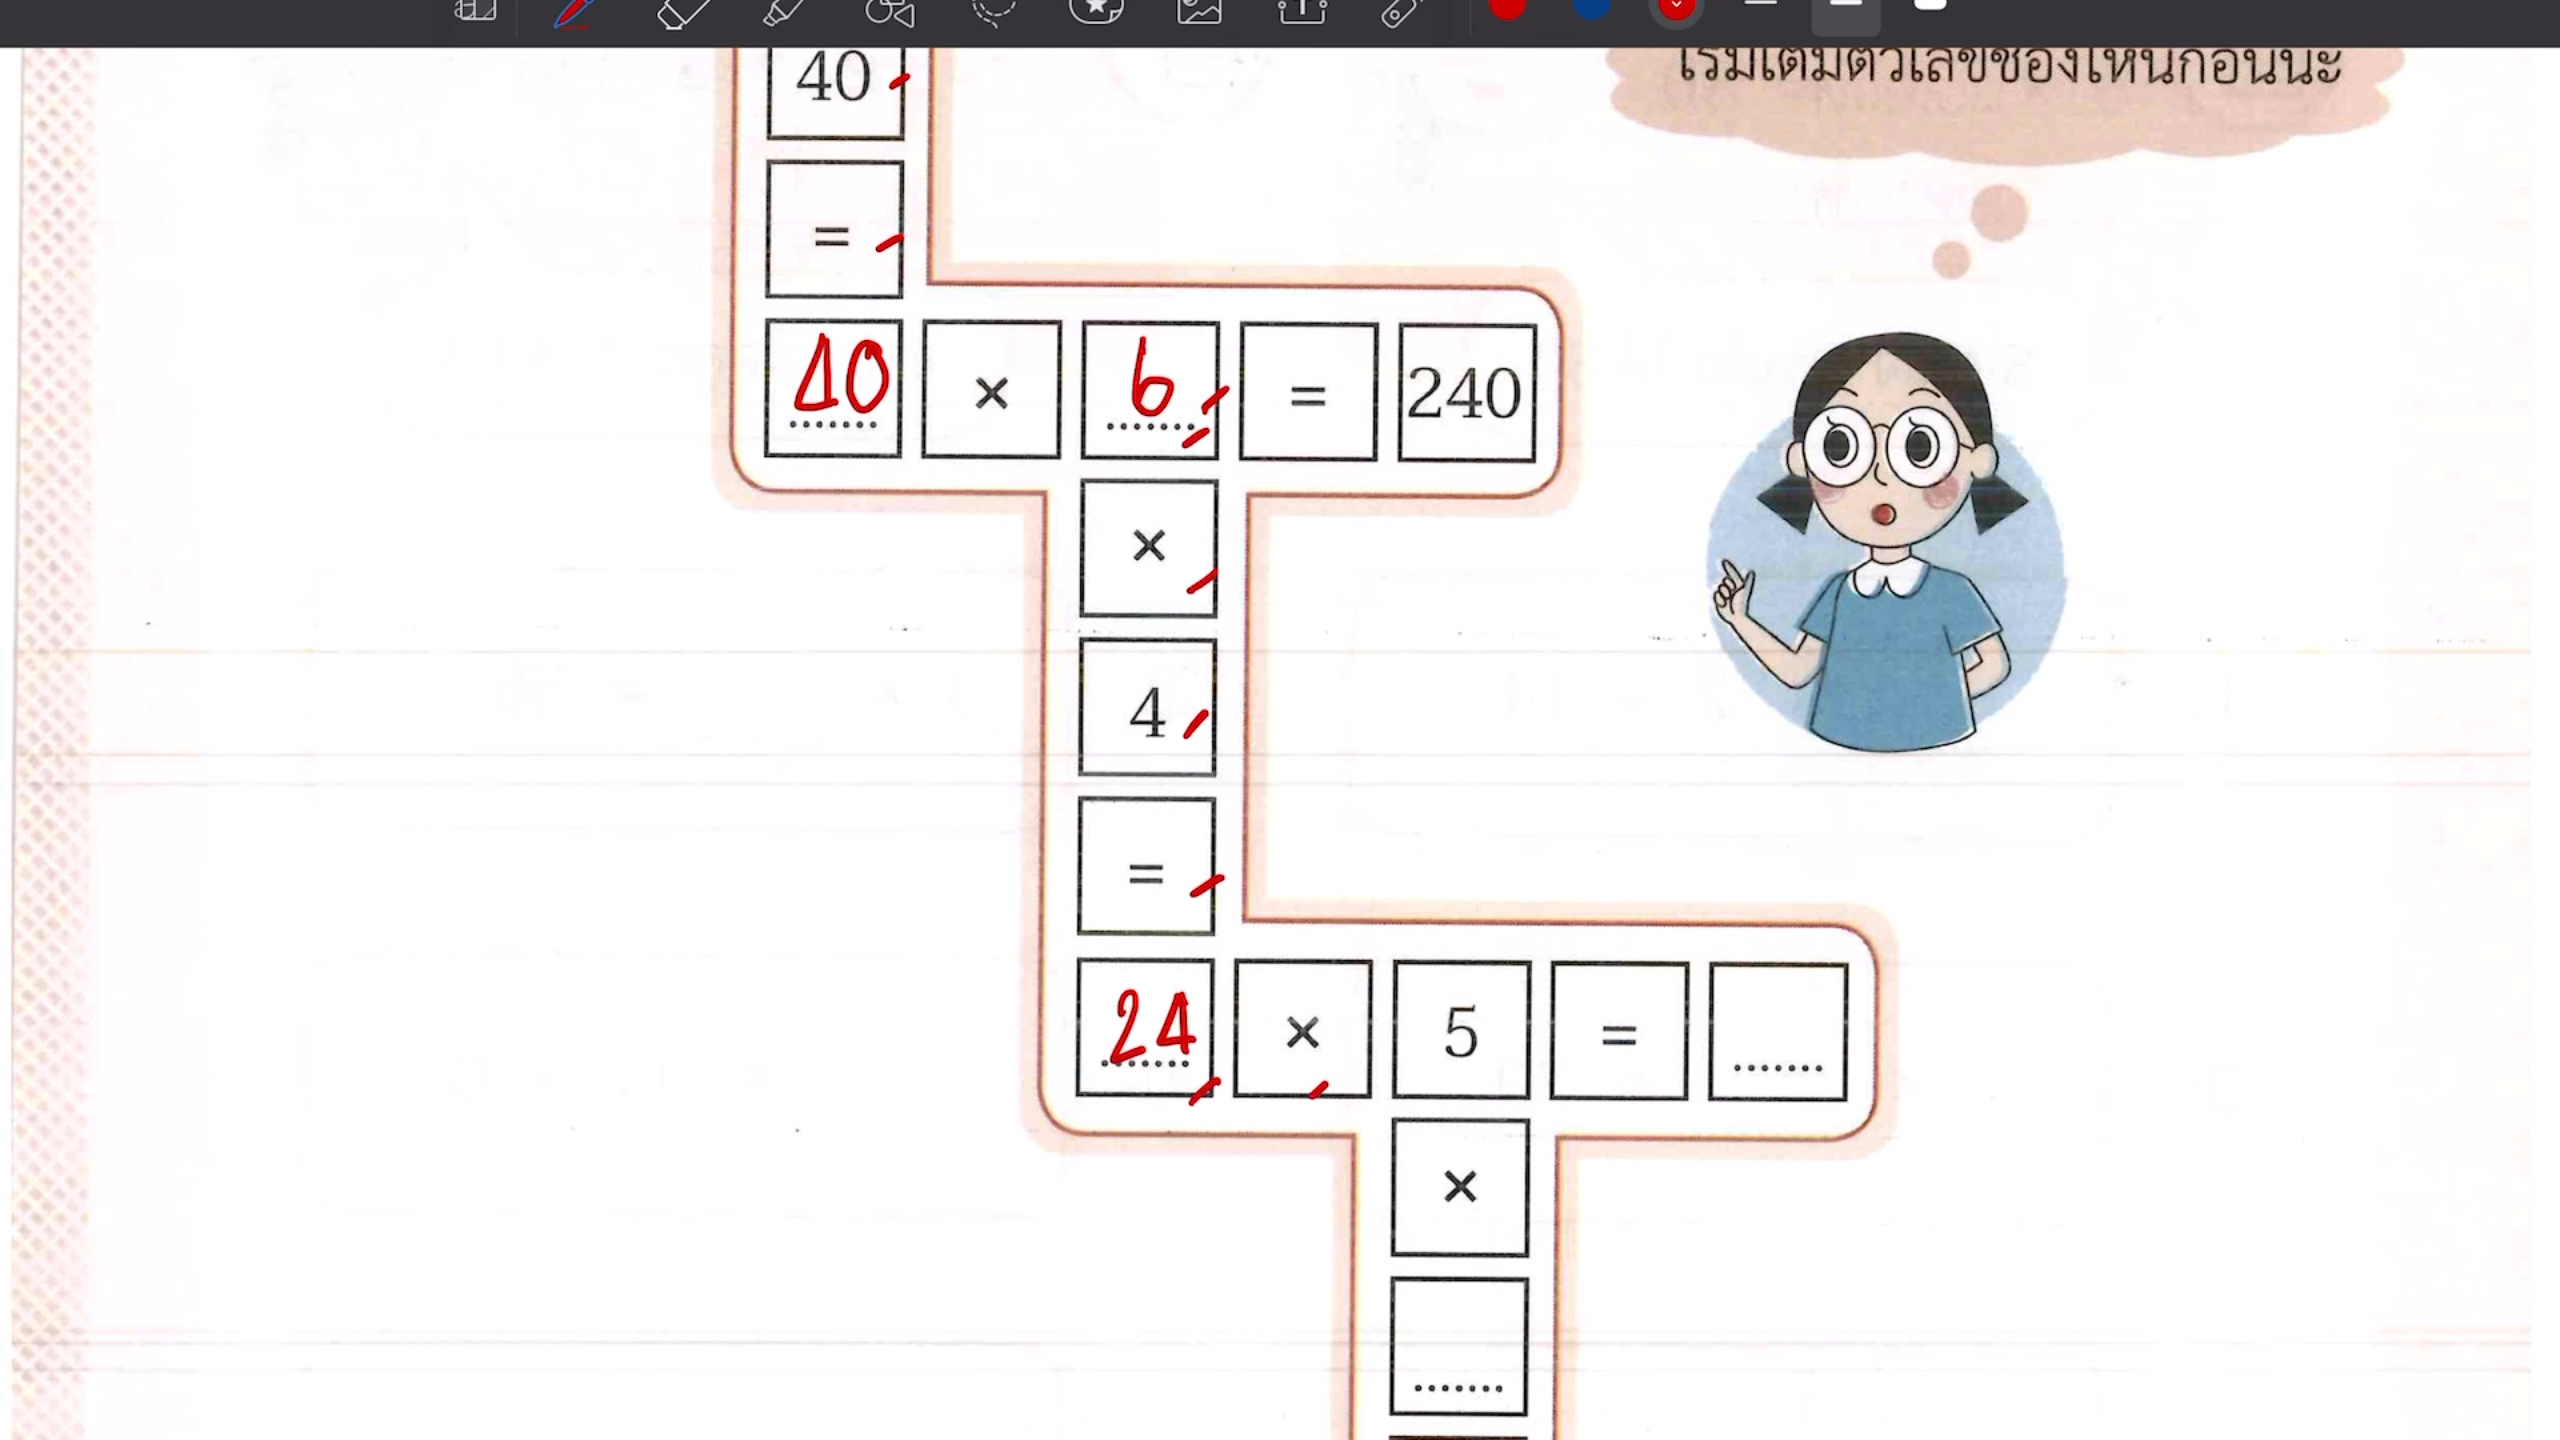 เริ่มเติมตัวเลขช่องไหนก่อนนะ
40
=
40 × 6 = 240
×
4
=
24 × 5 = .......
×
.......